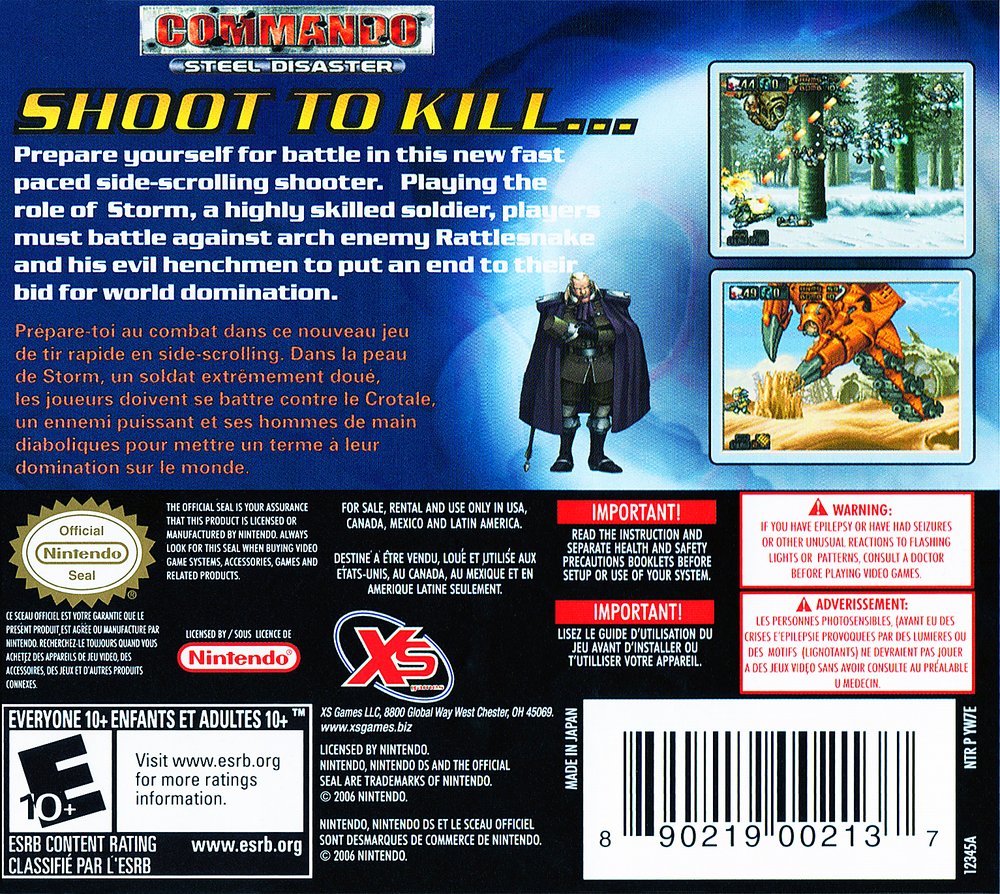 COMMANDO
STEEL DISASTER
SHOOT TO KILL...
Prepare yourself for battle in this new fast
paced side-scrolling shooter. Playing the
role of Storm, a highly skilled soldier, players
must battle against arch enemy Rattlesnake
and his evil henchmen to put an end to their
bid for world domination.
Prépare-toi au combat dans ce nouveau jeu
de tir rapide en side-scrolling. Dans la peau
de Storm, un soldat extrêmement doué,
les joueurs doivent se battre contre le Crotale,
un ennemi puissant et ses hommes de main
diaboliques pour mettre un terme à leur
domination sur le monde.
Official
Nintendo
Seal
®
THE OFFICIAL SEAL IS YOUR ASSURANCE
THAT THIS PRODUCT IS LICENSED OR
MANUFACTURED BY NINTENDO. ALWAYS
LOOK FOR THIS SEAL WHEN BUYING VIDEO
GAME SYSTEMS, ACCESSORIES, GAMES AND
RELATED PRODUCTS.
CE SCEAU OFFICIEL EST VOTRE GARANTIE QUE LE
PRÉSENT PRODUIT EST AGRÉE OU MANUFACTURE PAR
NINTENDO. RECHERCHEZ-LE TOUJOURS QUAND VOUS
ACHETEZ DES APPAREILS DE JEU VIDEO, DES
ACCESSOIRES, DES JEUX ET D'AUTRES PRODUITS
CONNEXES.
LICENSED BY / SOUS LICENCE DE
Nintendo®
FOR SALE, RENTAL AND USE ONLY IN USA,
CANADA, MEXICO AND LATIN AMERICA.
DESTINÉ À ÊTRE VENDU, LOUÉ ET UTILISÉ AUX
ETATS-UNIS, AU CANADA, AU MEXIQUE ET EN
AMERIQUE LATINE SEULEMENT.
XS
games
IMPORTANT!
READ THE INSTRUCTION AND
SEPARATE HEALTH AND SAFETY
PRECAUTIONS BOOKLETS BEFORE
SETUP OR USE OF YOUR SYSTEM.
IMPORTANT!
LISEZ LE GUIDE D'UTILISATION DU
JEU AVANT D'INSTALLER OU
T'UTILLISER VOTRE APPAREIL.
WARNING:
IF YOU HAVE EPILEPSY OR HAVE HAD SEIZURES
OR OTHER UNUSUAL REACTIONS TO FLASHING
LIGHTS OR PATTERNS, CONSULT A DOCTOR
BEFORE PLAYING VIDEO GAMES.
ADVERISSEMENT:
LES PERSONNES PHOTOSENSIBLES, (AYANT EU DES
CRISES E'EPILEPSIE PROVOQUEES PAR DES LUMIERES OU
DES MOTIFS (LIGNOTANTS) NE DEVRAIENT PAS JOUER
A DES JEUX VIDEO SANS AVOIR CONSULTE AU PRÉALABLE
U MEDECIN.
EVERYONE 10+ ENFANTS ET ADULTES 10+ ™
E
10+
Visit www.esrb.org
for more ratings
information.
ESRB CONTENT RATING www.esrb.org
CLASSIFIÉ PAR L'ESRB
XS Games LLC, 8800 Global Way West Chester, OH 45069.
www.xsgames.biz
LICENSED BY NINTENDO.
NINTENDO, NINTENDO DS AND THE OFFICIAL
SEAL ARE TRADEMARKS OF NINTENDO.
© 2006 NINTENDO.
NINTENDO, NINTENDO DS ET LE SCEAU OFFICIEL
SONT DESMARQUES DE COMMERCE DE NINTENDO.
© 2006 NINTENDO.
MADE IN JAPAN
8 90219 00213 7
NTR P YW7E
12345A